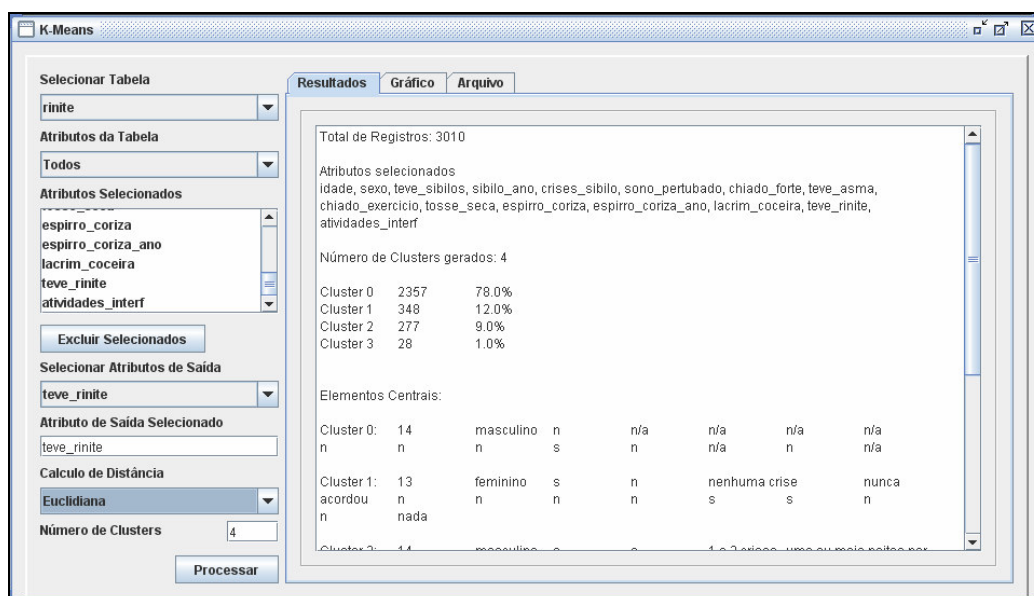 K-Means
Selecionar Tabela
rinite
Atributos da Tabela
Todos
Atributos Selecionados
espirro_coriza
espirro_coriza_ano
lacrim_coceira
teve_rinite
atividades_interf
Excluir Selecionados
Selecionar Atributos de Saída
teve_rinite
Atributo de Saída Selecionado
teve_rinite
Calculo de Distância
Euclidiana
Número de Clusters 4
Processar
Resultados Gráfico Arquivo
Total de Registros: 3010
Atributos selecionados
idade, sexo, teve_sibilos, sibilo_ano, crises_sibilo, sono_pertubado, chiado_forte, teve_asma,
chiado_exercicio, tosse_seca, espirro_coriza, espirro_coriza_ano, lacrim_coceira, teve_rinite,
atividades_interf
Número de Clusters gerados: 4
Cluster 0 2357 78.0%
Cluster 1 348 12.0%
Cluster 2 277 9.0%
Cluster 3 28 1.0%
Elementos Centrais:
Cluster 0: 14 masculino n n/a n/a n/a n/a
n n n s n n/a n n/a
Cluster 1: 13 feminino s n nenhuma crise nunca
acordou n n n n s s n
n nada
Cluster 2: 14 masculino